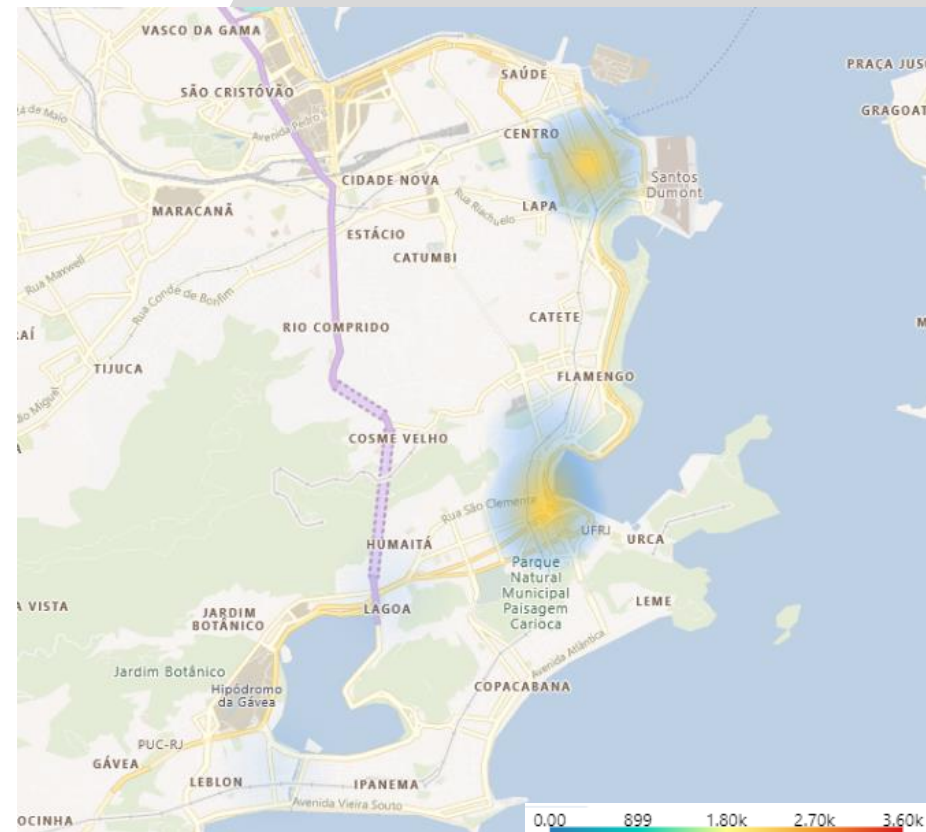 VASCO DA GAMA
SAÚDE
PRAÇA JUS
SÃO CRISTÓVÃO
24 de Maio
GRAGOAT
Avenida Pedro II
CENTRO
CIDADE NOVA
Santos
Dumont
MARACANÃ
Rua Riachuelo
LAPA
ESTÁCIO
CATUMBI
Rua Maxwell
Rua Conde de Bonfim
RIO COMPRIDO
CATETE
M
AÍ
TIJUCA
FLAMENGO
Miguel
COSME VELHO
Rua São Clemente
UFRJ
URCA
HUMAITÁ
Parque
Natural
Municipal
Paisagem
Carioca
LEME
A VISTA
JARDIM
BOTÂNICO
LAGOA
Avenida Atlântica
Jardim Botânico
Hipódromo
da Gávea
COPACABANA
PUC-RJ
GÁVEA
LEBLON
IPANEMA
Avenida Vieira Souto
OCINHA
0.00 899 1.80k 2.70k 3.60k